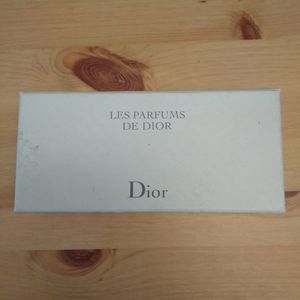 LES PARFUMS
DE DIOR
Dior